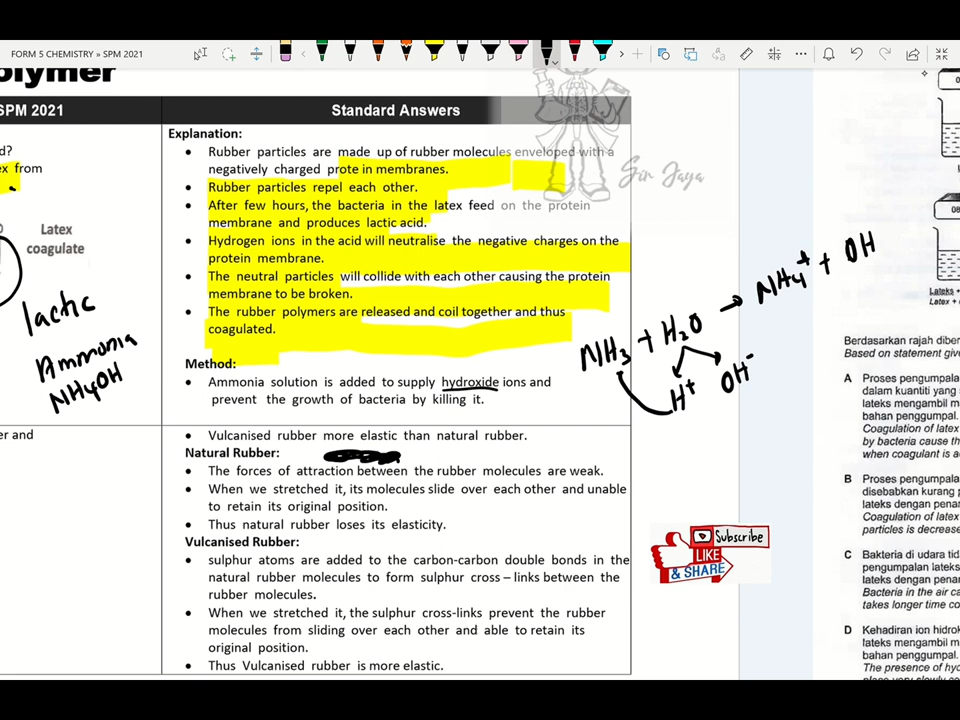 FORM 5 CHEMISTRY » SPM 2021
olymer
SPM 2021
Standard Answers
d?
ex from
Latex
coagulate
lactic
Ammonia
NH4OH
er and
Explanation:
• Rubber particles are made up of rubber molecules enveloped with a
negatively charged prote in membranes.
• Rubber particles repel each other.
• After few hours, the bacteria in the latex feed on the protein
membrane and produces lactic acid.
• Hydrogen ions in the acid will neutralise the negative charges on the
protein membrane.
• The neutral particles will collide with each other causing the protein
membrane to be broken.
• The rubber polymers are released and coil together and thus
coagulated.
Method:
• Ammonia solution is added to supply hydroxide ions and
prevent the growth of bacteria by killing it.
• Vulcanised rubber more elastic than natural rubber.
Natural Rubber:
• The forces of attraction between the rubber molecules are weak.
• When we stretched it, its molecules slide over each other and unable
to retain its original position.
• Thus natural rubber loses its elasticity.
Vulcanised Rubber:
• sulphur atoms are added to the carbon-carbon double bonds in the
natural rubber molecules to form sulphur cross – links between the
rubber molecules.
• When we stretched it, the sulphur cross-links prevent the rubber
molecules from sliding over each other and able to retain its
original position.
• Thus Vulcanised rubber is more elastic.
Sin Jaya
NH3 + H2O → NH4+ + OH
H+ OH-
Subscribe
LIKE
& SHARE
0
08
Lateks +
Latex +
Berdasarkan rajah diber
Based on statement give
A Proses pengumpala
dalam kuantiti yang
lateks mengambil m
bahan penggumpal.
Coagulation of latex
by bacteria cause th
when coagulant is a
B Proses pengumpala
disebabkan kurang p
lateks dengan penar
Coagulation of latex
particles is decrease
C Bakteria di udara tid
pengumpalan lateks
lateks dengan penar
Bacteria in the air ca
takes longer time co
D Kehadiran ion hidrok
lateks mengambil m
bahan penggumpal.
The presence of hyd